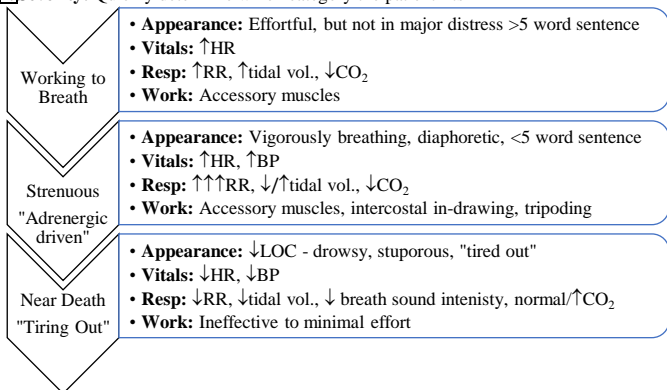 Working to
Breath
• Appearance: Effortful, but not in major distress >5 word sentence
• Vitals: ↑HR
• Resp: ↑RR, ↑tidal vol., ↓CO₂
• Work: Accessory muscles
Strenuous
"Adrenergic
driven"
• Appearance: Vigorously breathing, diaphoretic, <5 word sentence
• Vitals: ↑HR, ↑BP
• Resp: ↑↑↑RR, ↓/↑tidal vol., ↓CO₂
• Work: Accessory muscles, intercostal in-drawing, tripoding
Near Death
"Tiring Out"
• Appearance: ↓LOC - drowsy, stuporous, "tired out"
• Vitals: ↓HR, ↓BP
• Resp: ↓RR, ↓tidal vol., ↓ breath sound intenisty, normal/↑CO₂
• Work: Ineffective to minimal effort